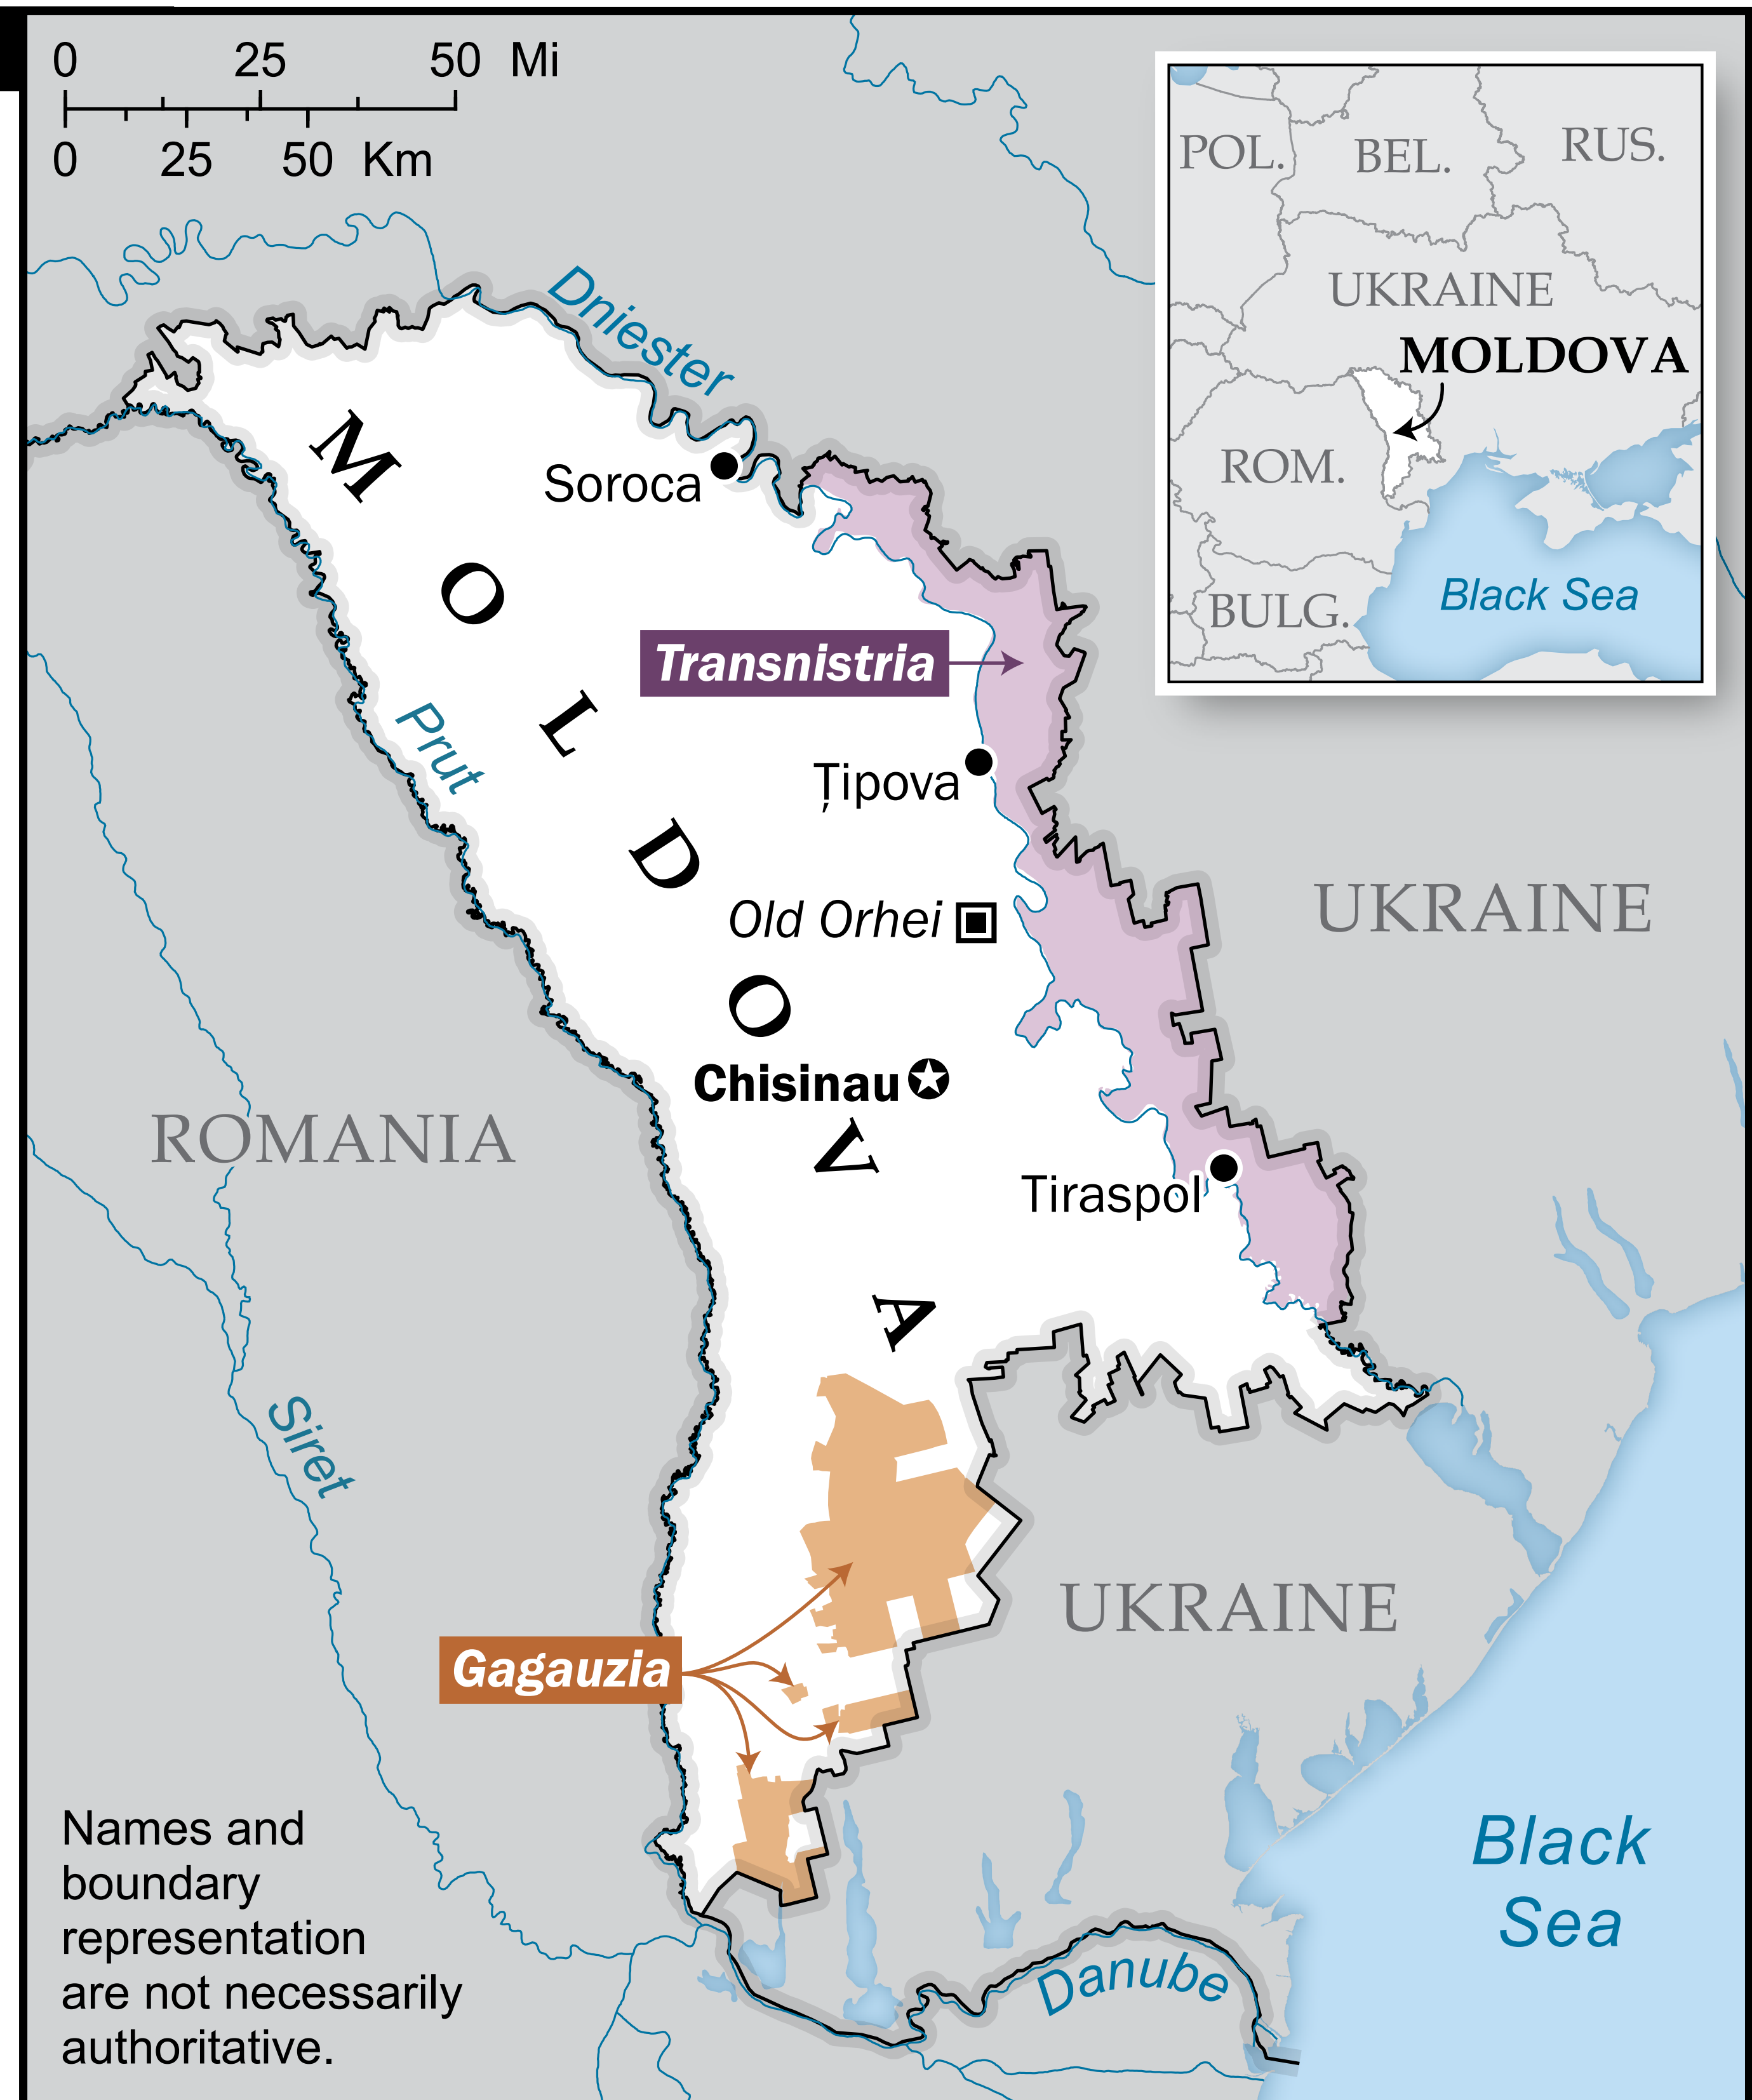 0 25 50 Mi
0 25 50 Km
POL.
BEL.
RUS.
UKRAINE
MOLDOVA
ROM.
BULG.
Black Sea
Dniester
MOLDOVA
Soroca
Transnistria
Prut
Țipova
Old Orhei
UKRAINE
Chisinau
ROMANIA
Tiraspol
Siret
UKRAINE
Gagauzia
Names and
boundary
representation
are not necessarily
authoritative.
Black
Sea
Danube